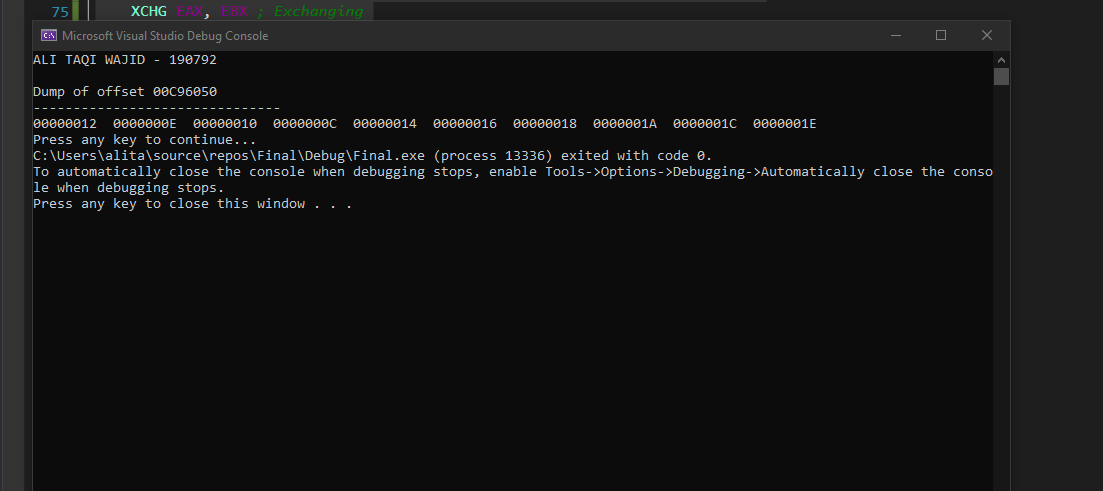 75 XCHG EAX, EBX ; Exchanging
Microsoft Visual Studio Debug Console
ALI TAQI WAJID - 190792
Dump of offset 00C96050
-------------------------------
00000012  0000000E  00000010  0000000C  00000014  00000016  00000018  0000001A  0000001C  0000001E
Press any key to continue...
C:\Users\alita\source\repos\Final\Debug\Final.exe (process 13336) exited with code 0.
To automatically close the console when debugging stops, enable Tools->Options->Debugging->Automatically close the conso
le when debugging stops.
Press any key to close this window . . .